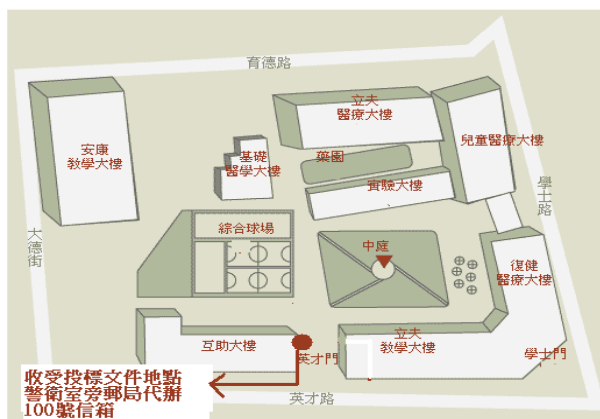 育德路
立夫
醫療大樓
兒童醫療大樓
安康
教學大樓
基礎
醫學大樓
藥園
實驗大樓
學士路
大德街
綜合球場
中庭
復健
醫療大樓
互助大樓
英才門
立夫
教學大樓
學士門
英才路
收受投標文件地點
警衛室旁郵局代辦
100號信箱